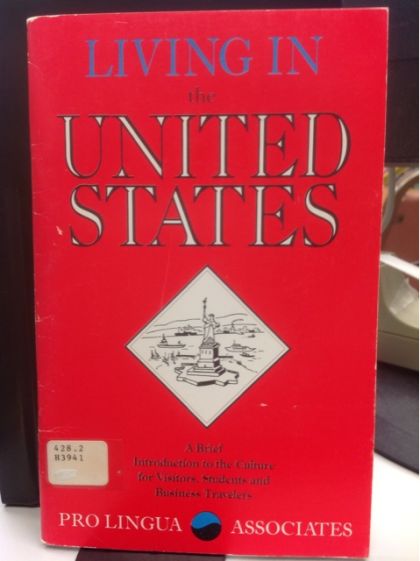 LIVING IN
the
UNITED
STATES
A Brief
Introduction to the Culture
for Visitors, Students and
Business Travelers
428.2
H3941
PRO LINGUA ASSOCIATES